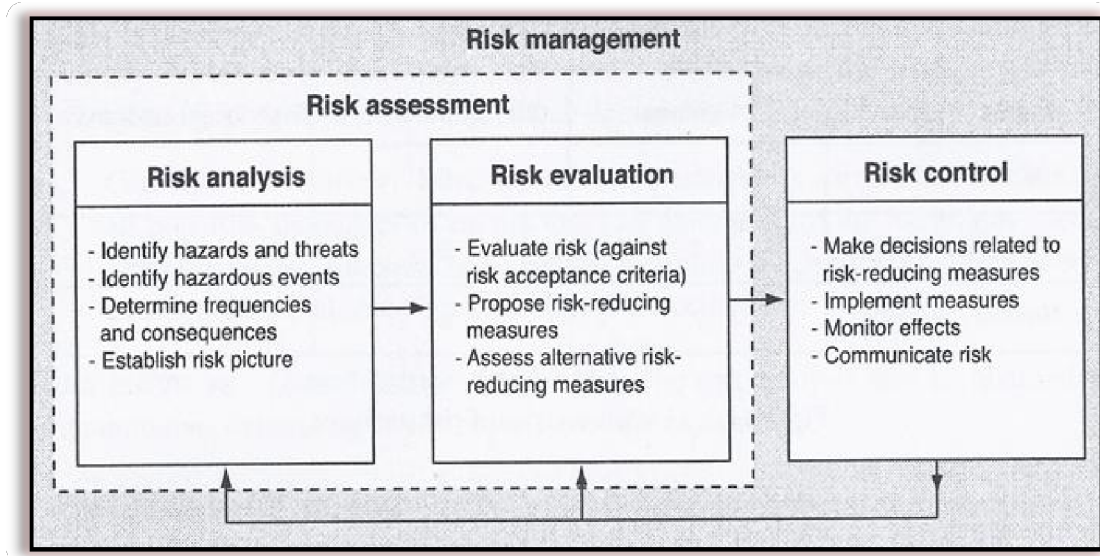 Risk management
Risk assessment
Risk analysis
- Identify hazards and threats
- Identify hazardous events
- Determine frequencies
and consequences
- Establish risk picture
Risk evaluation
- Evaluate risk (against
risk acceptance criteria)
- Propose risk-reducing
measures
- Assess alternative risk-
reducing measures
Risk control
- Make decisions related to
risk-reducing measures
- Implement measures
- Monitor effects
- Communicate risk